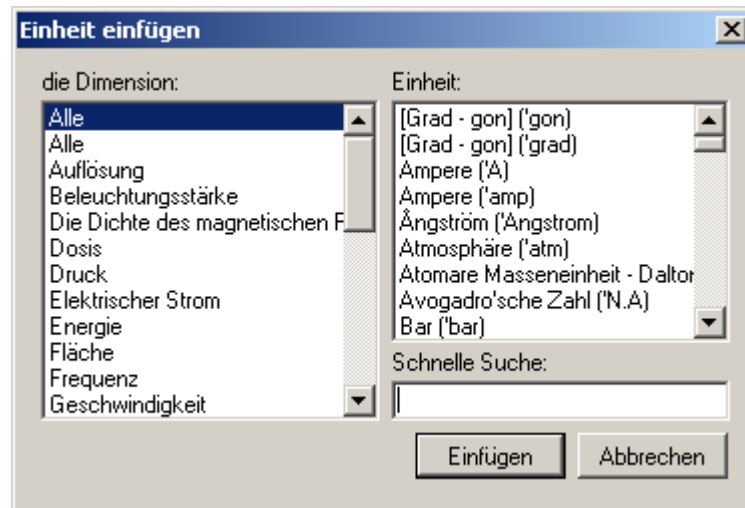 Einheit einfügen
die Dimension:
Alle
Alle
Auflösung
Beleuchtungsstärke
Die Dichte des magnetischen F
Dosis
Druck
Elektrischer Strom
Energie
Fläche
Frequenz
Geschwindigkeit
Einheit:
[Grad - gon] ('gon)
[Grad - gon] ('grad)
Ampere ('A)
Ampere ('amp)
Ångström ('Angstrom)
Atmosphäre ('atm)
Atomare Masseneinheit - Dalton
Avogadro'sche Zahl ('N.A)
Bar ('bar)
Schnelle Suche:
Einfügen
Abbrechen